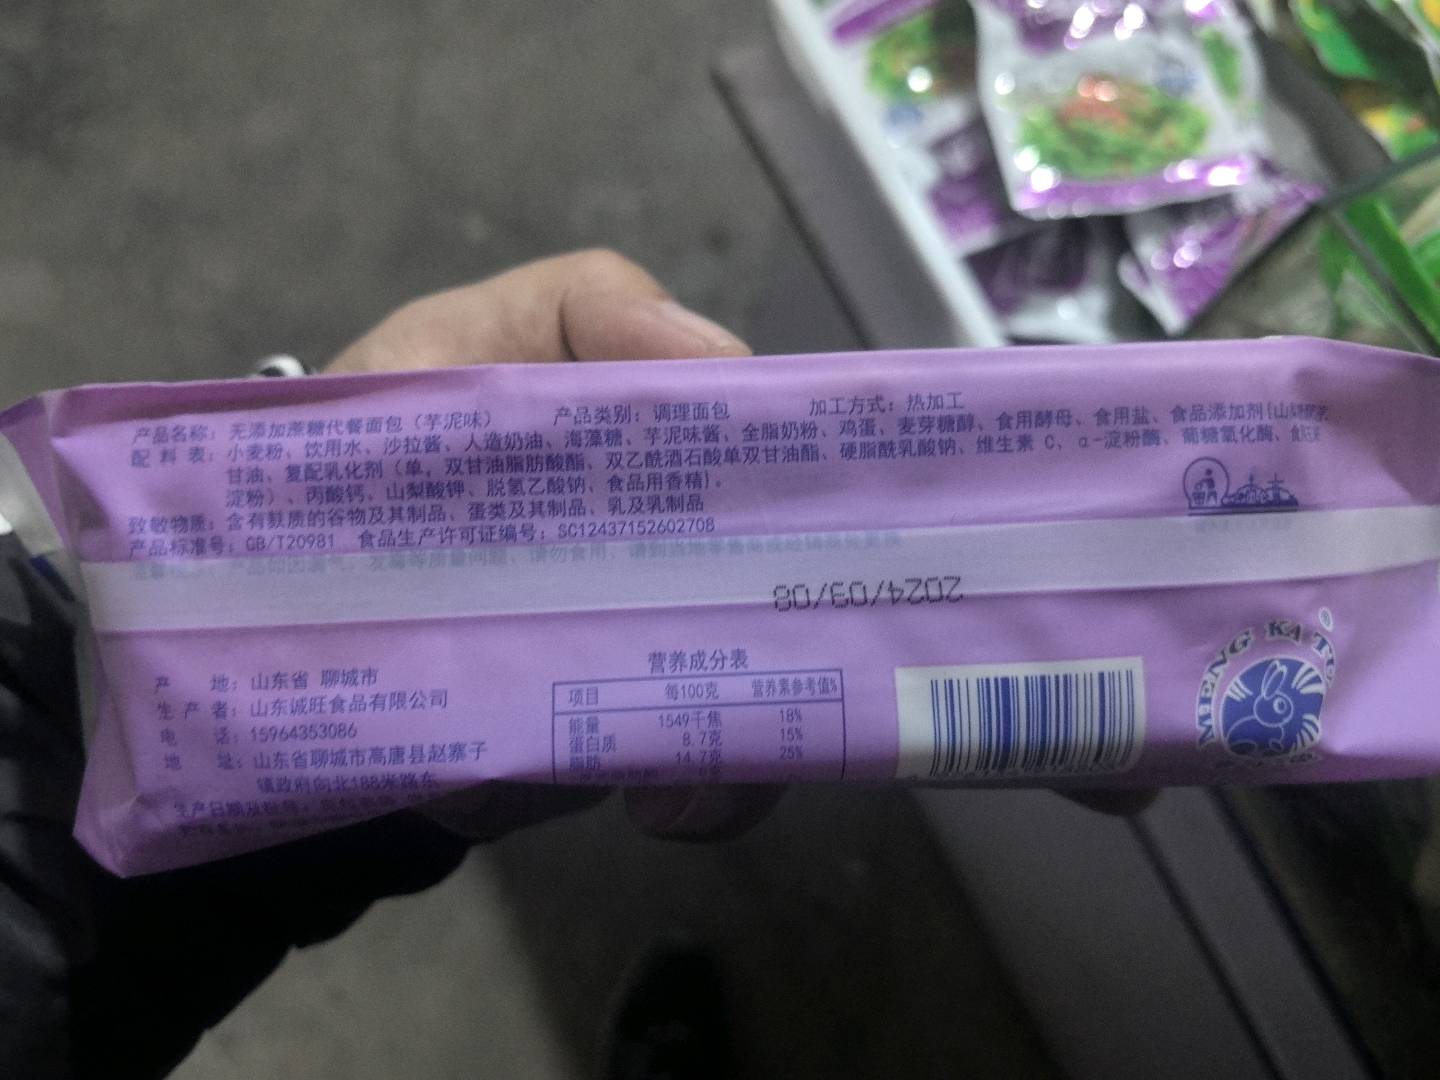 产品名称：无添加蔗糖代餐面包（芋泥味） 产品类别：调理面包 加工方式：热加工
配 料 表：小麦粉、饮用水、沙拉酱、人造奶油、海藻糖、芋泥味酱、全脂奶粉、鸡蛋、麦芽糖醇、食用酵母、食用盐、食品添加剂{山梨糖
甘油、复配乳化剂（单，双甘油脂肪酸酯、双乙酰酒石酸单双甘油酯、硬脂酰乳酸钠、维生素 C、α-淀粉酶、葡糖氧化酶、
淀粉）、丙酸钙、山梨酸钾、脱氢乙酸钠、食品用香精}。
致敏物质：含有麸质的谷物及其制品、蛋类及其制品、乳及乳制品
产品标准号：GB/T20981 食品生产许可证编号：SC12437152602708
2024/03/08
产 地：山东省 聊城市
生 产 者：山东诚旺食品有限公司
电 话：15964353086
地 址：山东省聊城市高唐县赵寨子
镇政府向北188米路东
营养成分表
项目 每100克 营养素参考值%
能量 1549千焦 18%
蛋白质 8.7克 15%
脂肪 14.7克 25%
MENG KA